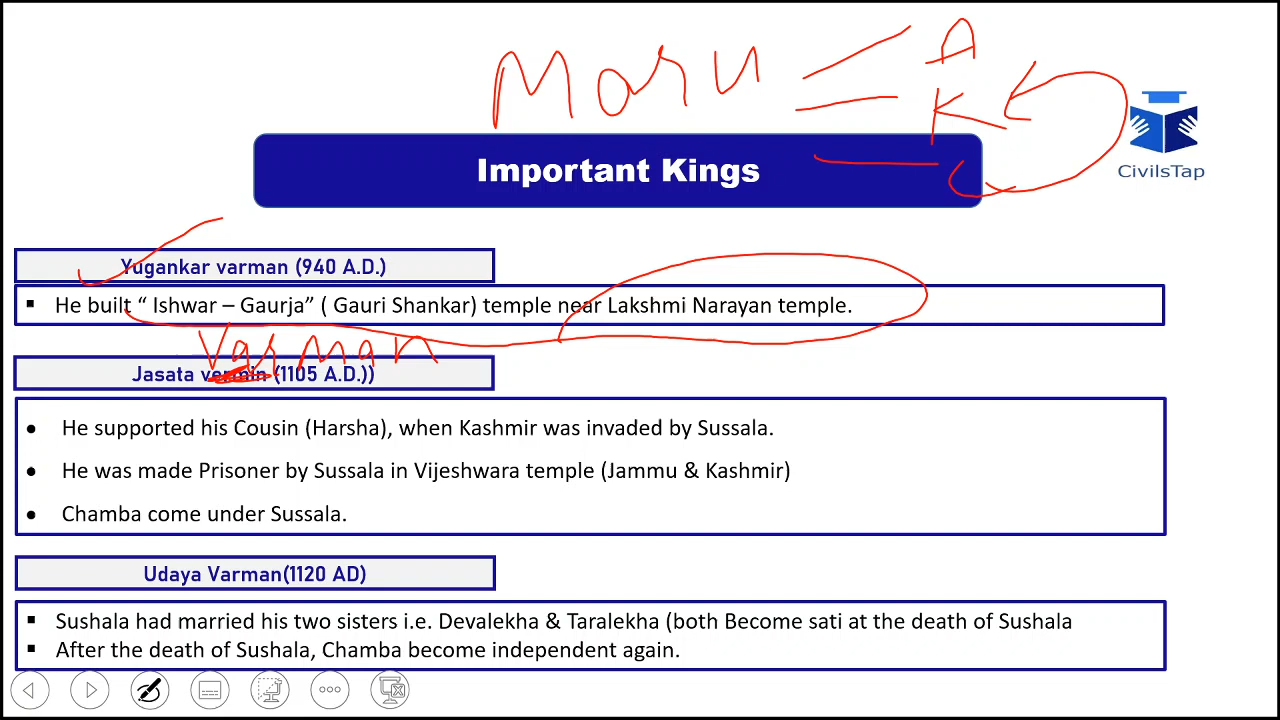 Maru
A
K
CivilsTap
Important Kings
Yugankar varman (940 A.D.)
▪ He built “ Ishwar – Gaurja” ( Gauri Shankar) temple near Lakshmi Narayan temple.
Varman
Jasata vermin (1105 A.D.))
● He supported his Cousin (Harsha), when Kashmir was invaded by Sussala.
● He was made Prisoner by Sussala in Vijeshwara temple (Jammu & Kashmir)
● Chamba come under Sussala.
Udaya Varman(1120 AD)
▪ Sushala had married his two sisters i.e. Devalekha & Taralekha (both Become sati at the death of Sushala
▪ After the death of Sushala, Chamba become independent again.